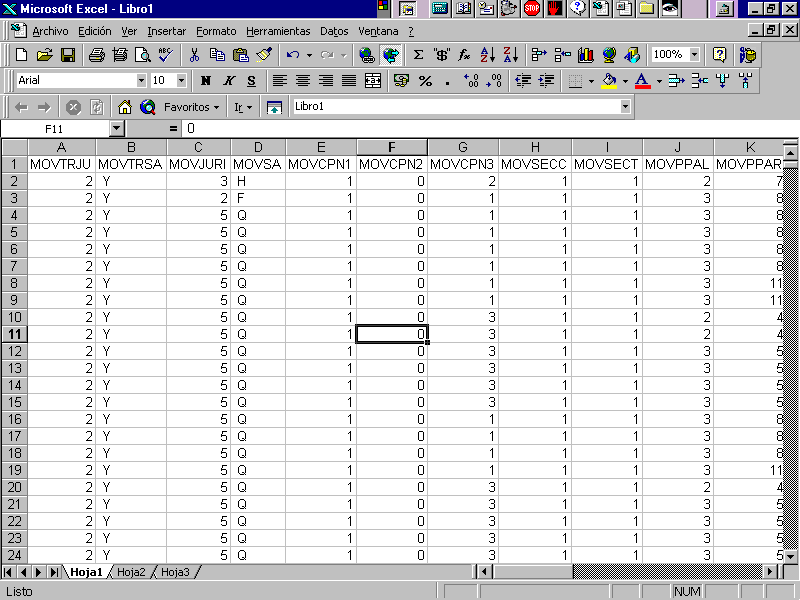 Microsoft Excel - Libro1
Archivo Edición Ver Insertar Formato Herramientas Datos Ventana ?
100%
Arial 10 N K S
Favoritos Ir Libro1
F11 = 0
A B C D E F G H I J K
1 MOVTRJU MOVTRSA MOVJURI MOVSA MOVCPN1 MOVCPN2 MOVCPN3 MOVSECC MOVSECT MOVPPAL MOVPPAR
2 2 Y 3 H 1 0 2 1 1 2 7
3 2 Y 2 F 1 0 1 1 1 3 8
4 2 Y 5 Q 1 0 1 1 1 3 8
5 2 Y 5 Q 1 0 1 1 1 3 8
6 2 Y 5 Q 1 0 1 1 1 3 8
7 2 Y 5 Q 1 0 1 1 1 3 8
8 2 Y 5 Q 1 0 1 1 1 3 11
9 2 Y 5 Q 1 0 1 1 1 3 11
10 2 Y 5 Q 1 0 3 1 1 2 4
11 2 Y 5 Q 1 0 3 1 1 2 4
12 2 Y 5 Q 1 0 3 1 1 3 5
13 2 Y 5 Q 1 0 3 1 1 3 5
14 2 Y 5 Q 1 0 3 1 1 3 5
15 2 Y 5 Q 1 0 3 1 1 3 5
16 2 Y 5 Q 1 0 1 1 1 3 8
17 2 Y 5 Q 1 0 1 1 1 3 8
18 2 Y 5 Q 1 0 1 1 1 3 8
19 2 Y 5 Q 1 0 1 1 1 3 11
20 2 Y 5 Q 1 0 3 1 1 2 4
21 2 Y 5 Q 1 0 3 1 1 3 5
22 2 Y 5 Q 1 0 3 1 1 3 5
23 2 Y 5 Q 1 0 3 1 1 3 5
24 2 Y 5 Q 1 0 3 1 1 3 5
Hoja1 Hoja2 Hoja3
Listo NUM